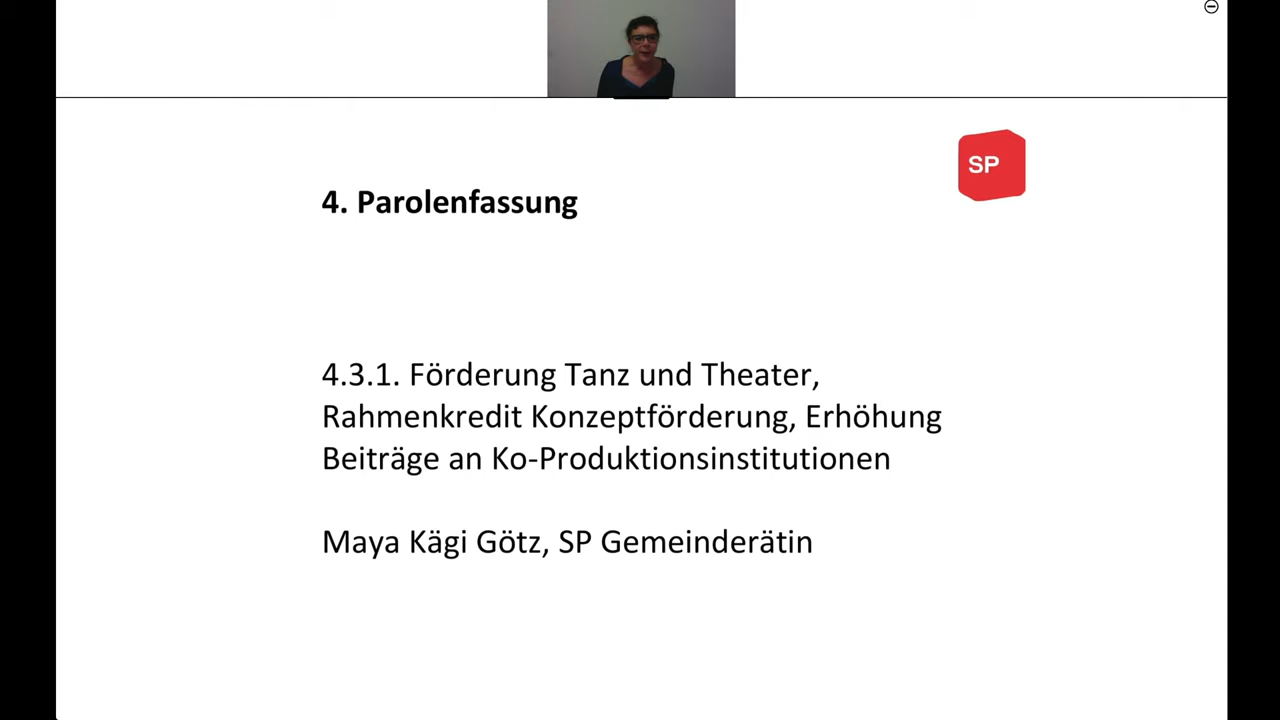 SP
4. Parolenfassung
4.3.1. Förderung Tanz und Theater,
Rahmenkredit Konzeptförderung, Erhöhung
Beiträge an Ko-Produktionsinstitutionen
Maya Kägi Götz, SP Gemeinderätin